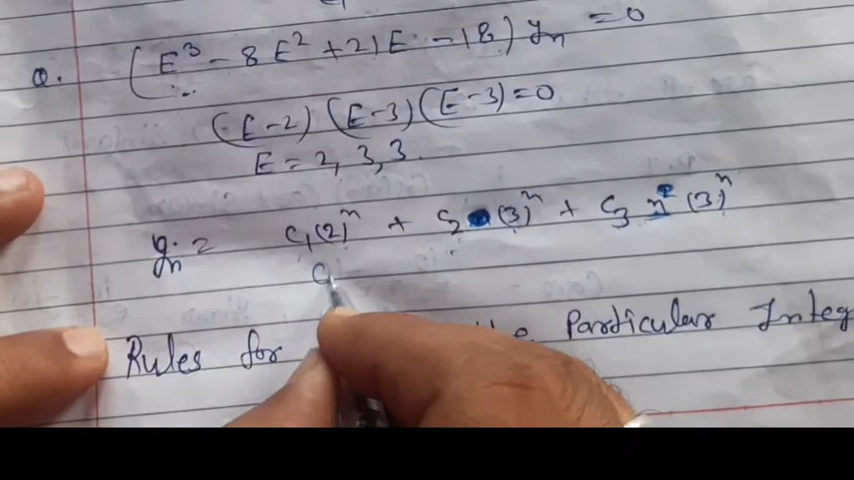 Q. (E³ - 8E² + 21E - 18) yₙ = 0
(E-2) (E-3) (E-3) = 0
E = 2, 3, 3.
yₙ = C₁(2)ⁿ + C₂ (3)ⁿ + C₃ n (3)ⁿ
C
Rules for the Particular Integ